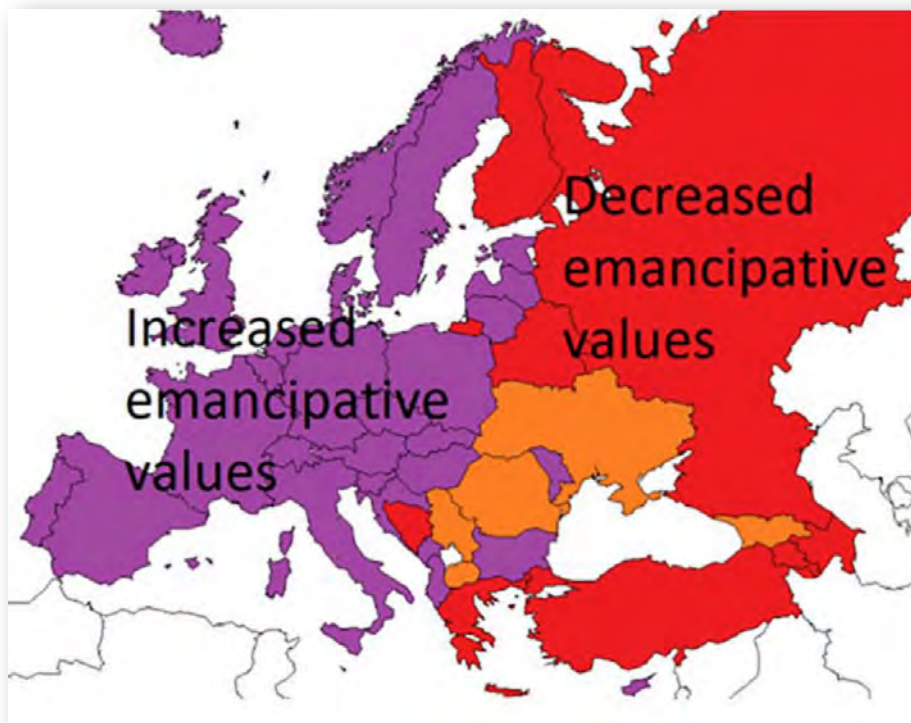 Decreased
emancipative
values
Increased
emancipative
values